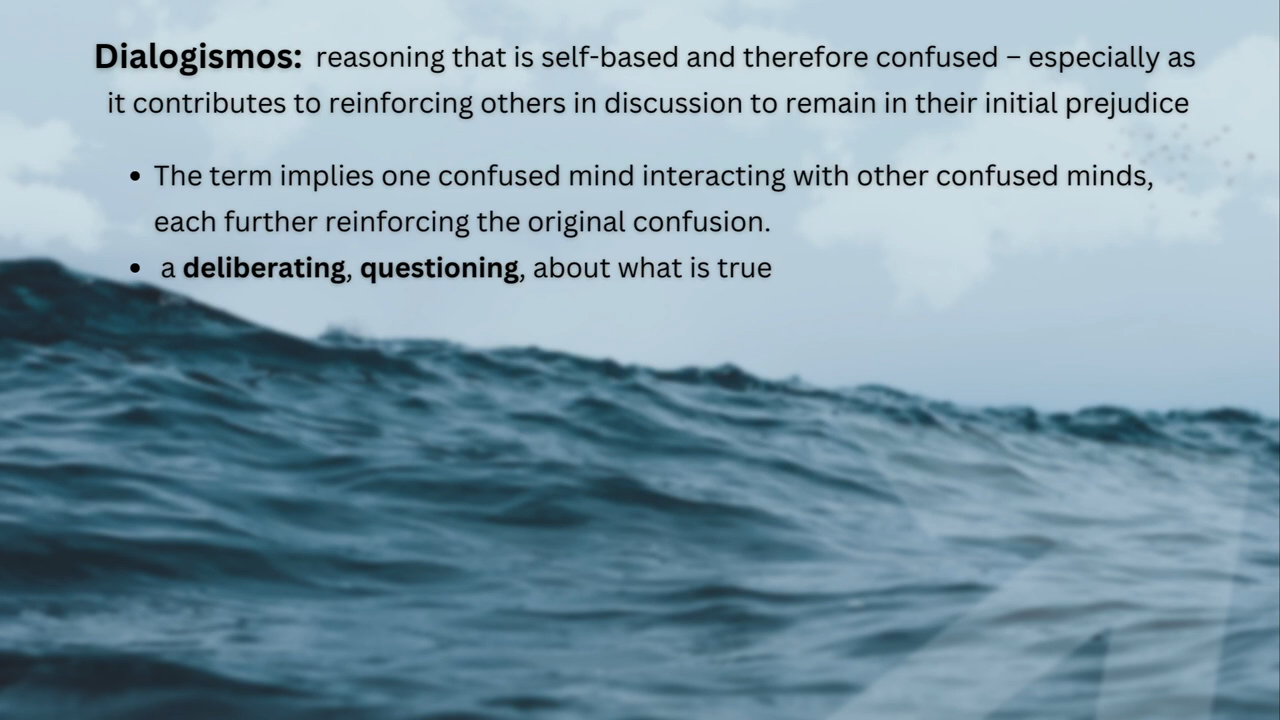 Dialogismos: reasoning that is self-based and therefore confused – especially as
it contributes to reinforcing others in discussion to remain in their initial prejudice
• The term implies one confused mind interacting with other confused minds,
each further reinforcing the original confusion.
• a deliberating, questioning, about what is true